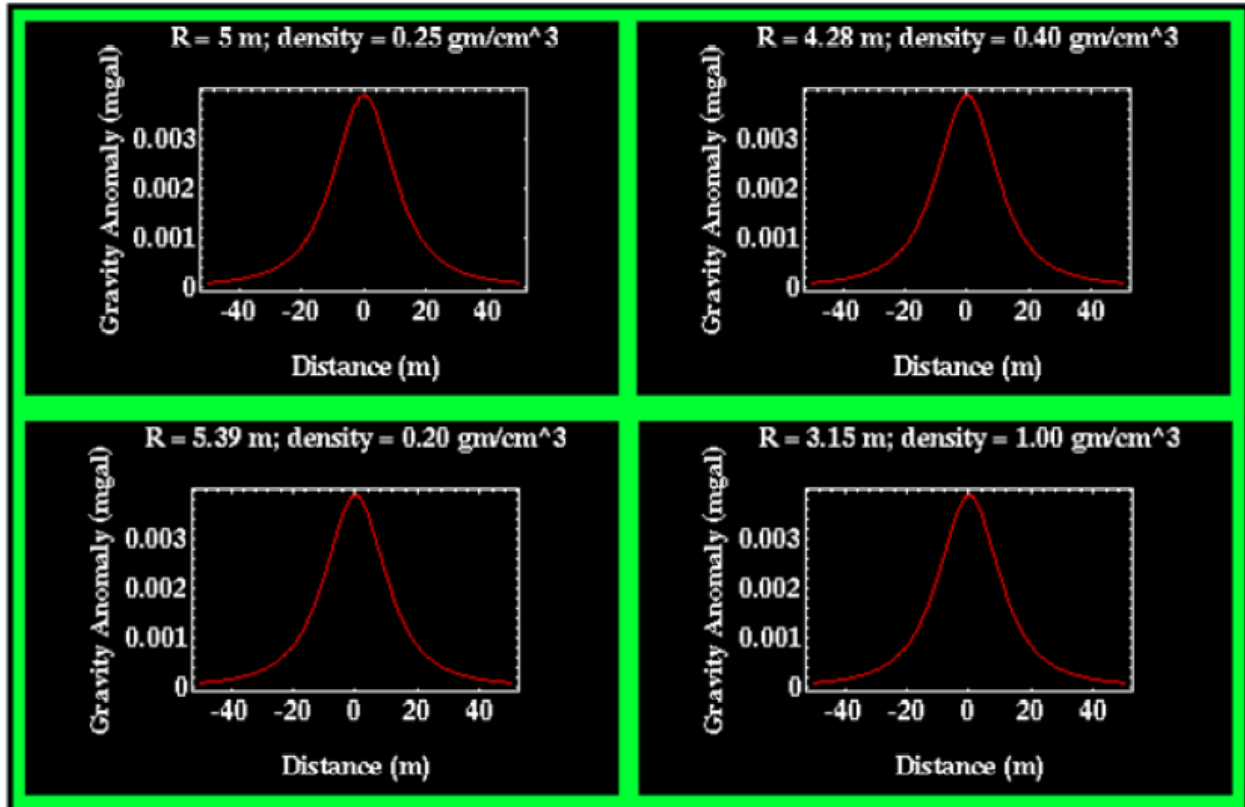 R = 5 m; density = 0.25 gm/cm^3
Gravity Anomaly (mgal)
0.003
0.002
0.001
0
-40 -20 0 20 40
Distance (m)
R = 4.28 m; density = 0.40 gm/cm^3
Gravity Anomaly (mgal)
0.003
0.002
0.001
0
-40 -20 0 20 40
Distance (m)
R = 5.39 m; density = 0.20 gm/cm^3
Gravity Anomaly (mgal)
0.003
0.002
0.001
0
-40 -20 0 20 40
Distance (m)
R = 3.15 m; density = 1.00 gm/cm^3
Gravity Anomaly (mgal)
0.003
0.002
0.001
0
-40 -20 0 20 40
Distance (m)